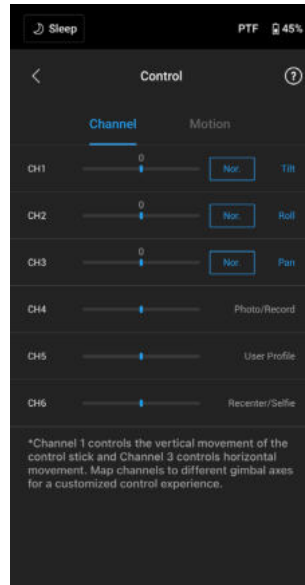 Sleep PTF 45%
Control ?
Channel Motion
0
CH1 Nor. Tilt
0
CH2 Nor. Roll
0
CH3 Nor. Pan
CH4 Photo/Record
CH5 User Profile
CH6 Recenter/Selfie
*Channel 1 controls the vertical movement of the
control stick and Channel 3 controls horizontal
movement. Map channels to different gimbal axes
for a customized control experience.